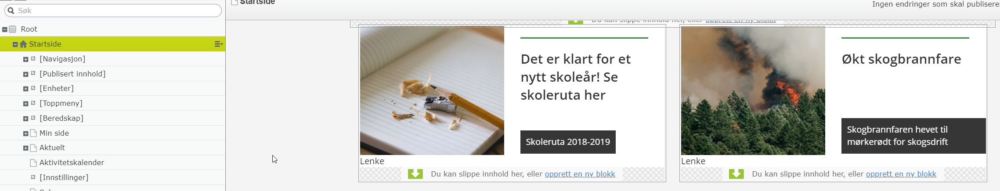 Søk
Root
Startside
[Navigasjon]
[Publisert innhold]
[Enheter]
[Toppmeny]
[Beredskap]
Min side
Aktuelt
Aktivitetskalender
[Innstillinger]
Startside
Ingen endringer som skal publisere
Du kan slippe innhold her, eller opprett en ny blokk
Det er klart for et
nytt skoleår! Se
skoleruta her
Skoleruta 2018-2019
Lenke
Du kan slippe innhold her, eller opprett en ny blokk
Økt skogbrannfare
Skogbrannfaren hevet til
mørkerødt for skogsdrift
Lenke
Du kan slippe innhold her, eller opprett en ny blokk